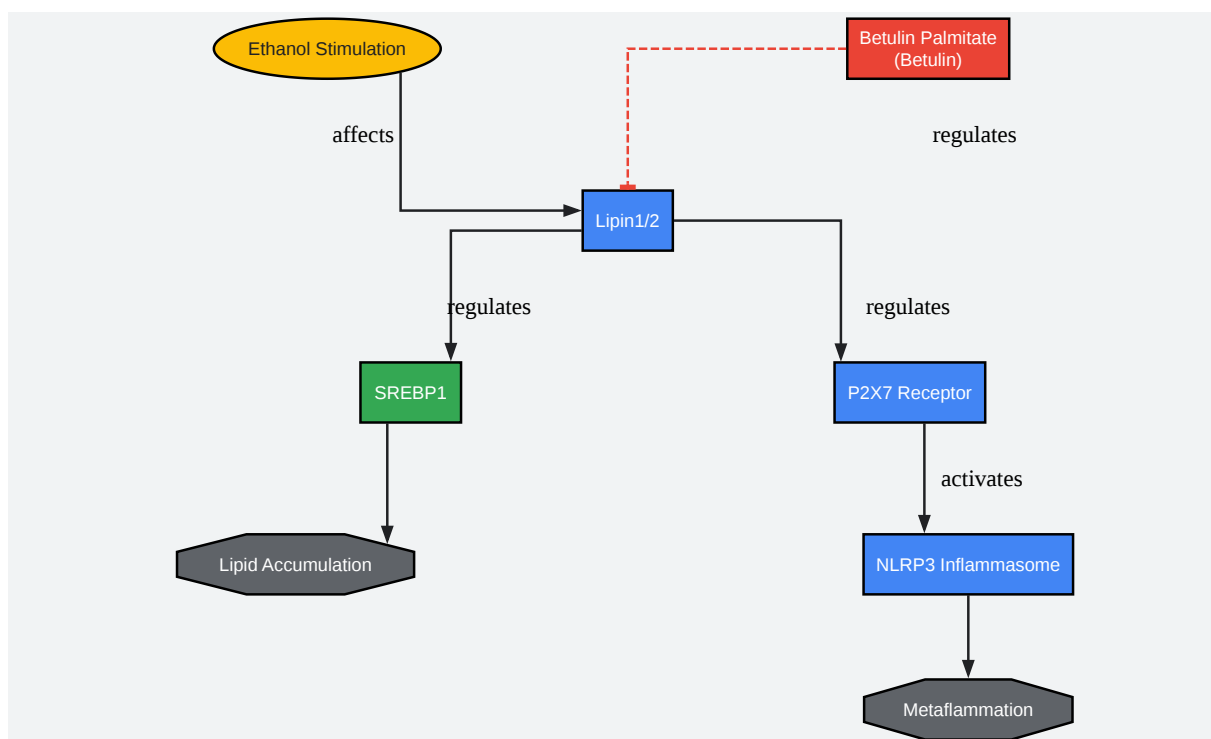 Ethanol Stimulation
Betulin Palmitate
(Betulin)
affects
regulates
Lipin1/2
regulates
regulates
SREBP1
P2X7 Receptor
activates
Lipid Accumulation
NLRP3 Inflammasome
Metaflammation